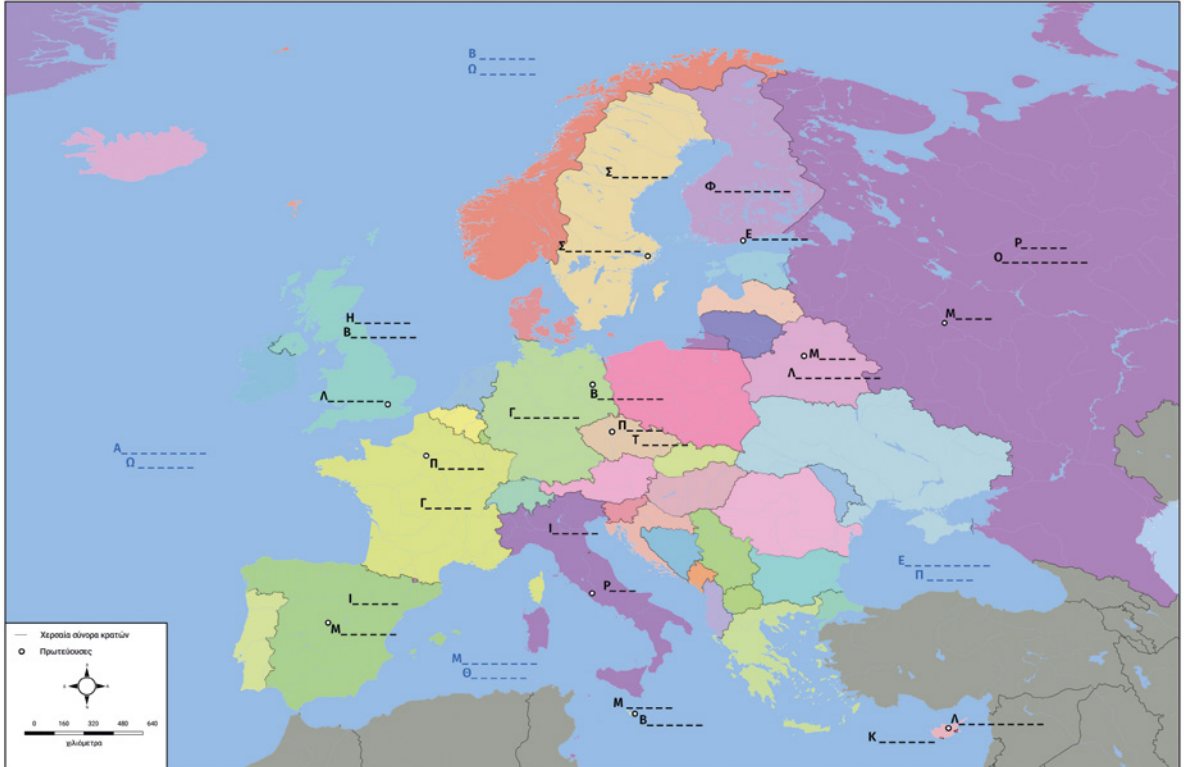 Β _ _ _ _ _ _
Ω _ _ _ _ _ _
Σ _ _ _ _ _ _
Φ _ _ _ _ _ _ _ _
Ε _ _ _ _ _ _
Σ _ _ _ _ _ _ _ _
Ρ _ _ _ _ _
Ο _ _ _ _ _ _ _ _ _
Μ _ _ _ _
Η _ _ _ _ _ _
Β _ _ _ _ _ _ _
Μ _ _ _ _
Λ _ _ _ _ _ _ _ _ _
Λ _ _ _ _ _ _
Β _ _ _ _ _ _ _
Γ _ _ _ _ _ _ _
Π _ _ _ _
Τ _ _ _ _ _
Α _ _ _ _ _ _ _ _ _
Ω _ _ _ _ _ _
Π _ _ _ _ _
Γ _ _ _ _ _
Ι _ _ _ _ _
Ε _ _ _ _ _ _ _ _ _
Π _ _ _ _ _
Ρ _ _ _
Ι _ _ _ _ _
Μ _ _ _ _ _ _ _
Μ _ _ _ _ _ _ _ _
Θ _ _ _ _ _ _
Μ _ _ _ _ _
Β _ _ _ _ _ _
Λ _ _ _ _ _ _ _ _ _
Κ _ _ _ _ _ _
Χερσαία σύνορα κρατών
Πρωτεύουσες
0 160 320 480 640
χιλιόμετρα